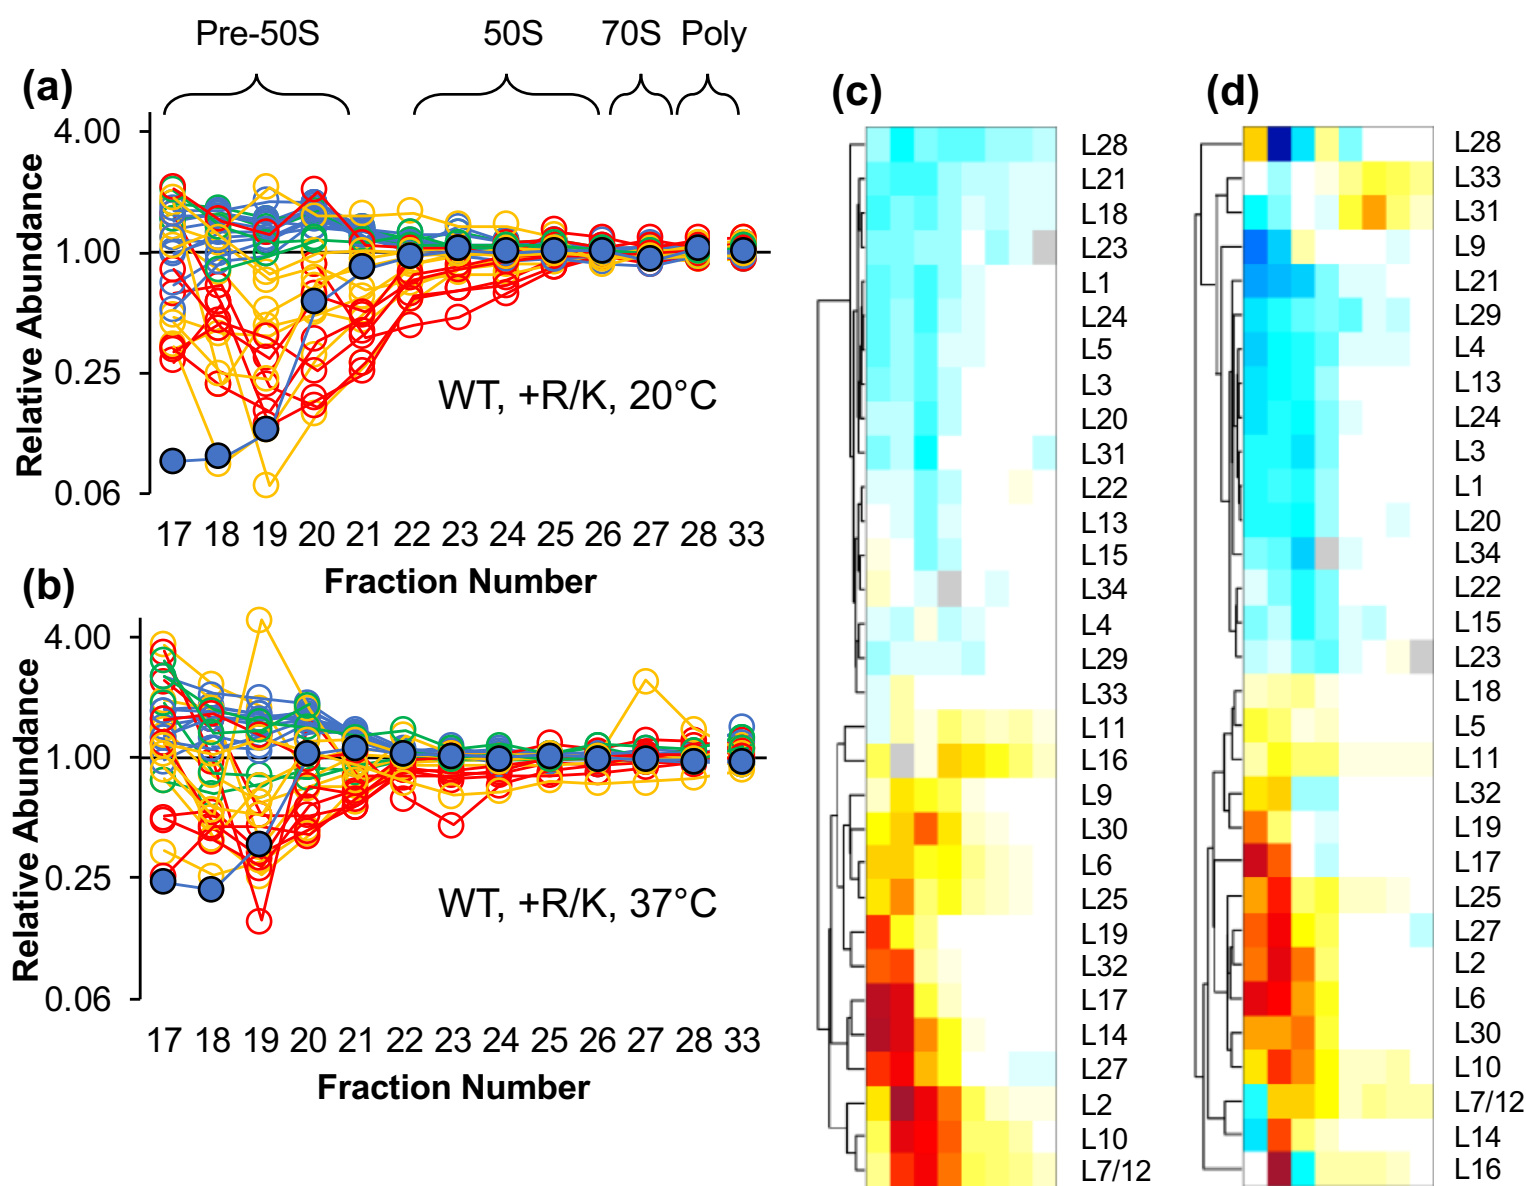 Pre-50S 50S 70S Poly
(a)
4.00
1.00
0.25
0.06
Relative Abundance
WT, +R/K, 20°C
17 18 19 20 21 22 23 24 25 26 27 28 33
Fraction Number
(b)
4.00
1.00
0.25
0.06
Relative Abundance
WT, +R/K, 37°C
17 18 19 20 21 22 23 24 25 26 27 28 33
Fraction Number
(c)
L28
L21
L18
L23
L1
L24
L5
L3
L20
L31
L22
L13
L15
L34
L4
L29
L33
L11
L16
L9
L30
L6
L25
L19
L32
L17
L14
L27
L2
L10
L7/12
(d)
L28
L33
L31
L9
L21
L29
L4
L13
L24
L3
L1
L20
L34
L22
L15
L23
L18
L5
L11
L32
L19
L17
L25
L27
L2
L6
L30
L10
L7/12
L14
L16